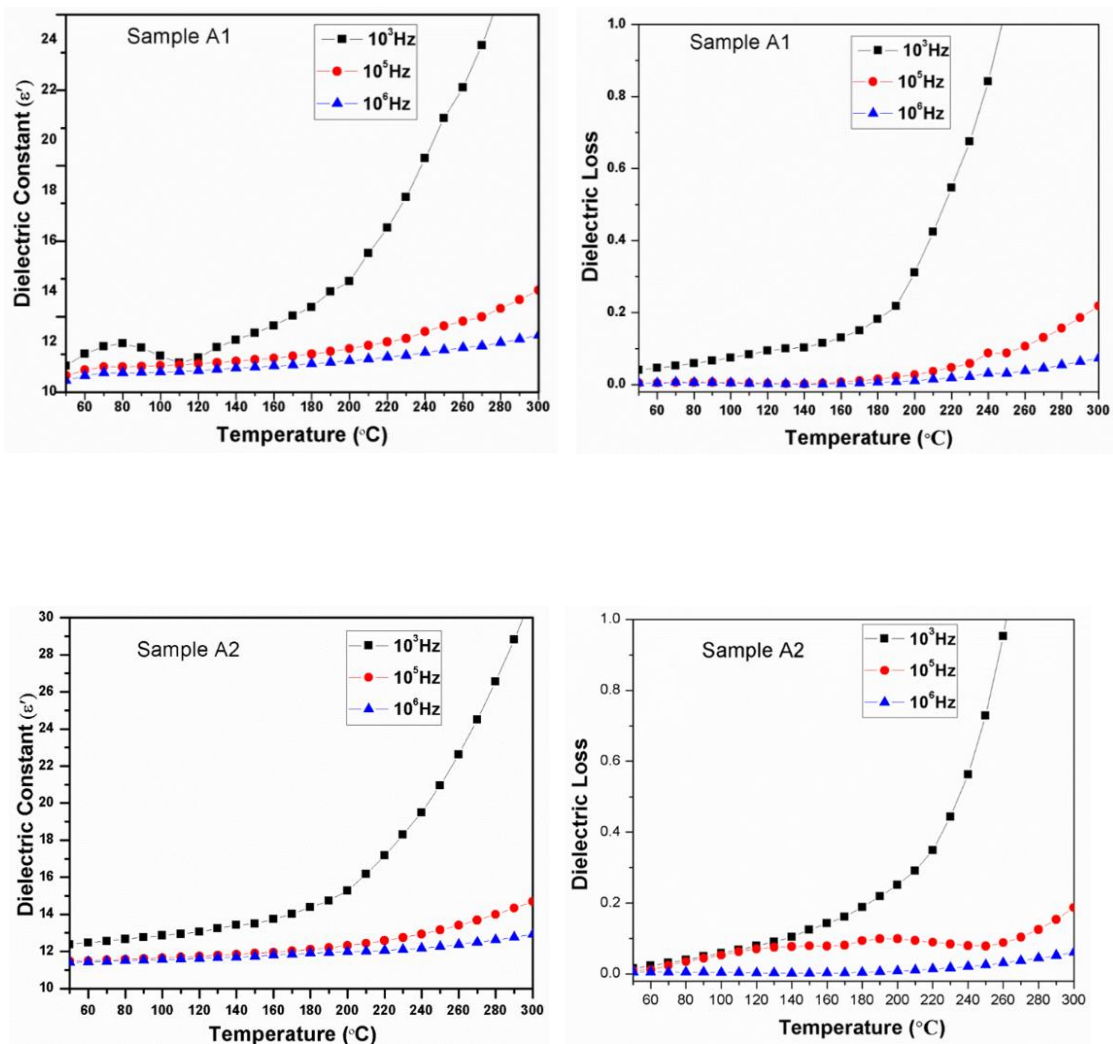 Sample A1
10³Hz
10⁵Hz
10⁶Hz
Dielectric Constant (ε′)
24
22
20
18
16
14
12
10
60 80 100 120 140 160 180 200 220 240 260 280 300
Temperature (°C)
Sample A1
10³Hz
10⁵Hz
10⁶Hz
Dielectric Loss
1.0
0.8
0.6
0.4
0.2
0.0
60 80 100 120 140 160 180 200 220 240 260 280 300
Temperature (°C)
Sample A2
10³Hz
10⁵Hz
10⁶Hz
Dielectric Constant (ε′)
30
28
26
24
22
20
18
16
14
12
10
60 80 100 120 140 160 180 200 220 240 260 280 300
Temperature (°C)
Sample A2
10³Hz
10⁵Hz
10⁶Hz
Dielectric Loss
1.0
0.8
0.6
0.4
0.2
0.0
60 80 100 120 140 160 180 200 220 240 260 280 300
Temperature (°C)